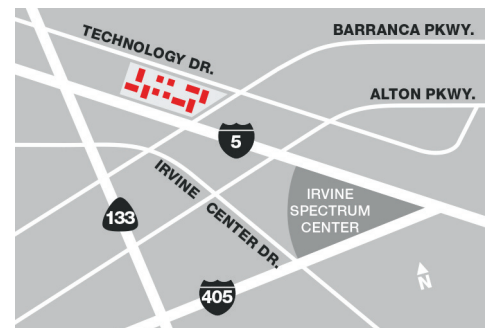 BARRANCA PKWY.
TECHNOLOGY DR.
ALTON PKWY.
5
IRVINE CENTER DR.
IRVINE
SPECTRUM
CENTER
133
405
N